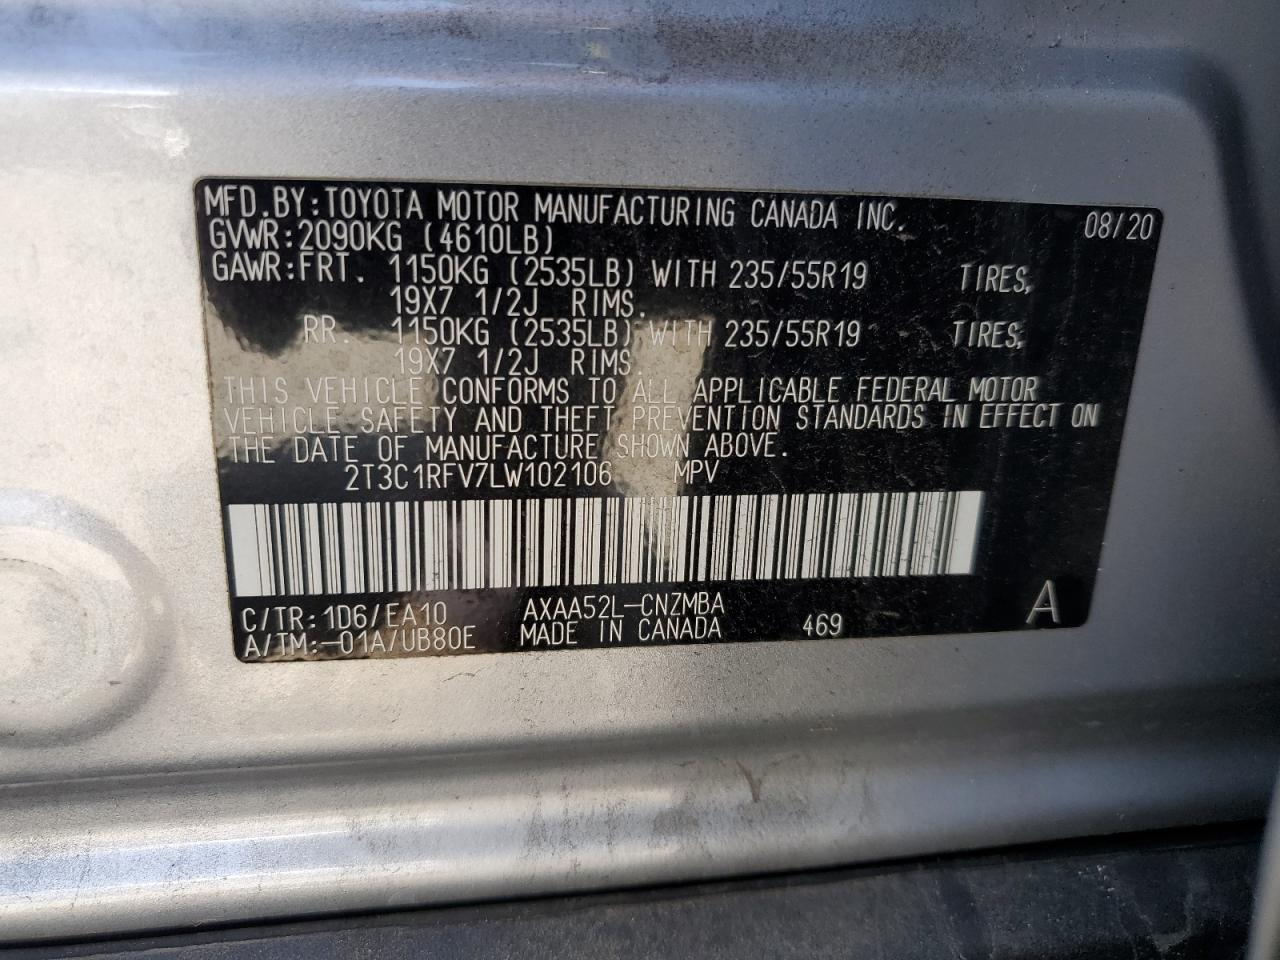 MFD.BY:TOYOTA MOTOR MANUFACTURING CANADA INC. 08/20
GVWR:2090KG (4610LB)
GAWR:FRT. 1150KG (2535LB) WITH 235/55R19 TIRES,
19X7 1/2J RIMS.
RR. 1150KG (2535LB) WITH 235/55R19 TIRES,
19X7 1/2J RIMS.
THIS VEHICLE CONFORMS TO ALL APPLICABLE FEDERAL MOTOR
VEHICLE SAFETY AND THEFT PREVENTION STANDARDS IN EFFECT ON
THE DATE OF MANUFACTURE SHOWN ABOVE.
2T3C1RFV7LW102106 MPV
C/TR:1D6/EA10 AXAA52L-CNZMBA
A/TM:-01A/UB80E MADE IN CANADA 469 A